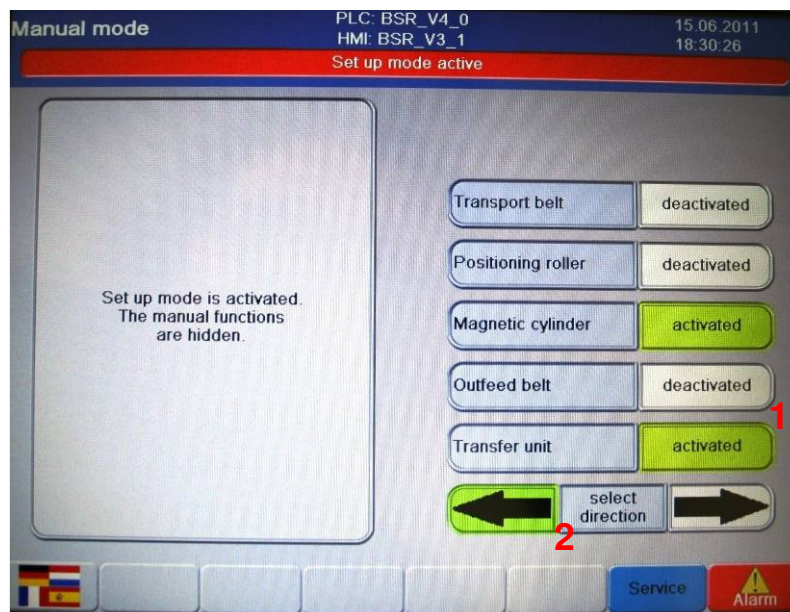 Manual mode
PLC: BSR_V4_0
HMI: BSR_V3_1
15.06.2011
18:30:26
Set up mode active
Set up mode is activated.
The manual functions
are hidden.
Transport belt deactivated
Positioning roller deactivated
Magnetic cylinder activated
Outfeed belt deactivated
1
Transfer unit activated
select
direction
2
Service
Alarm